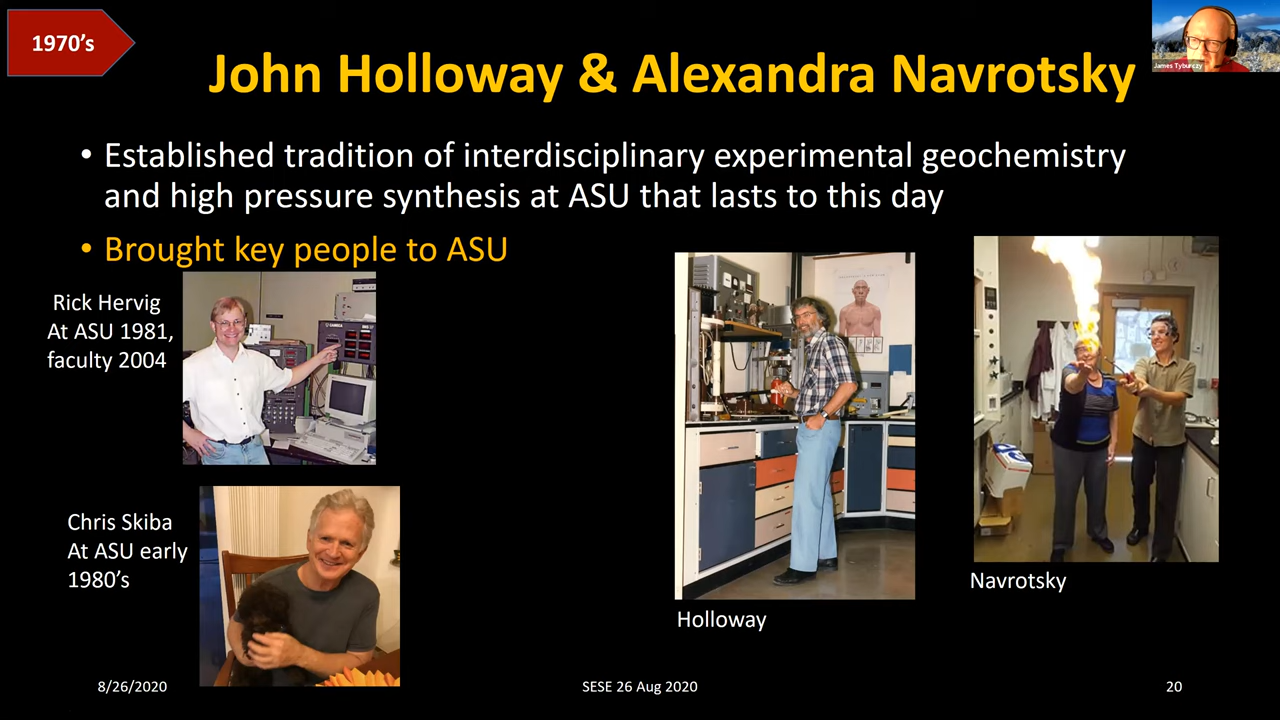 1970's
John Holloway & Alexandra Navrotsky
James Tyburczy
• Established tradition of interdisciplinary experimental geochemistry
and high pressure synthesis at ASU that lasts to this day
• Brought key people to ASU
Rick Hervig
At ASU 1981,
faculty 2004
Chris Skiba
At ASU early
1980's
Holloway
Navrotsky
8/26/2020
SESE 26 Aug 2020
20